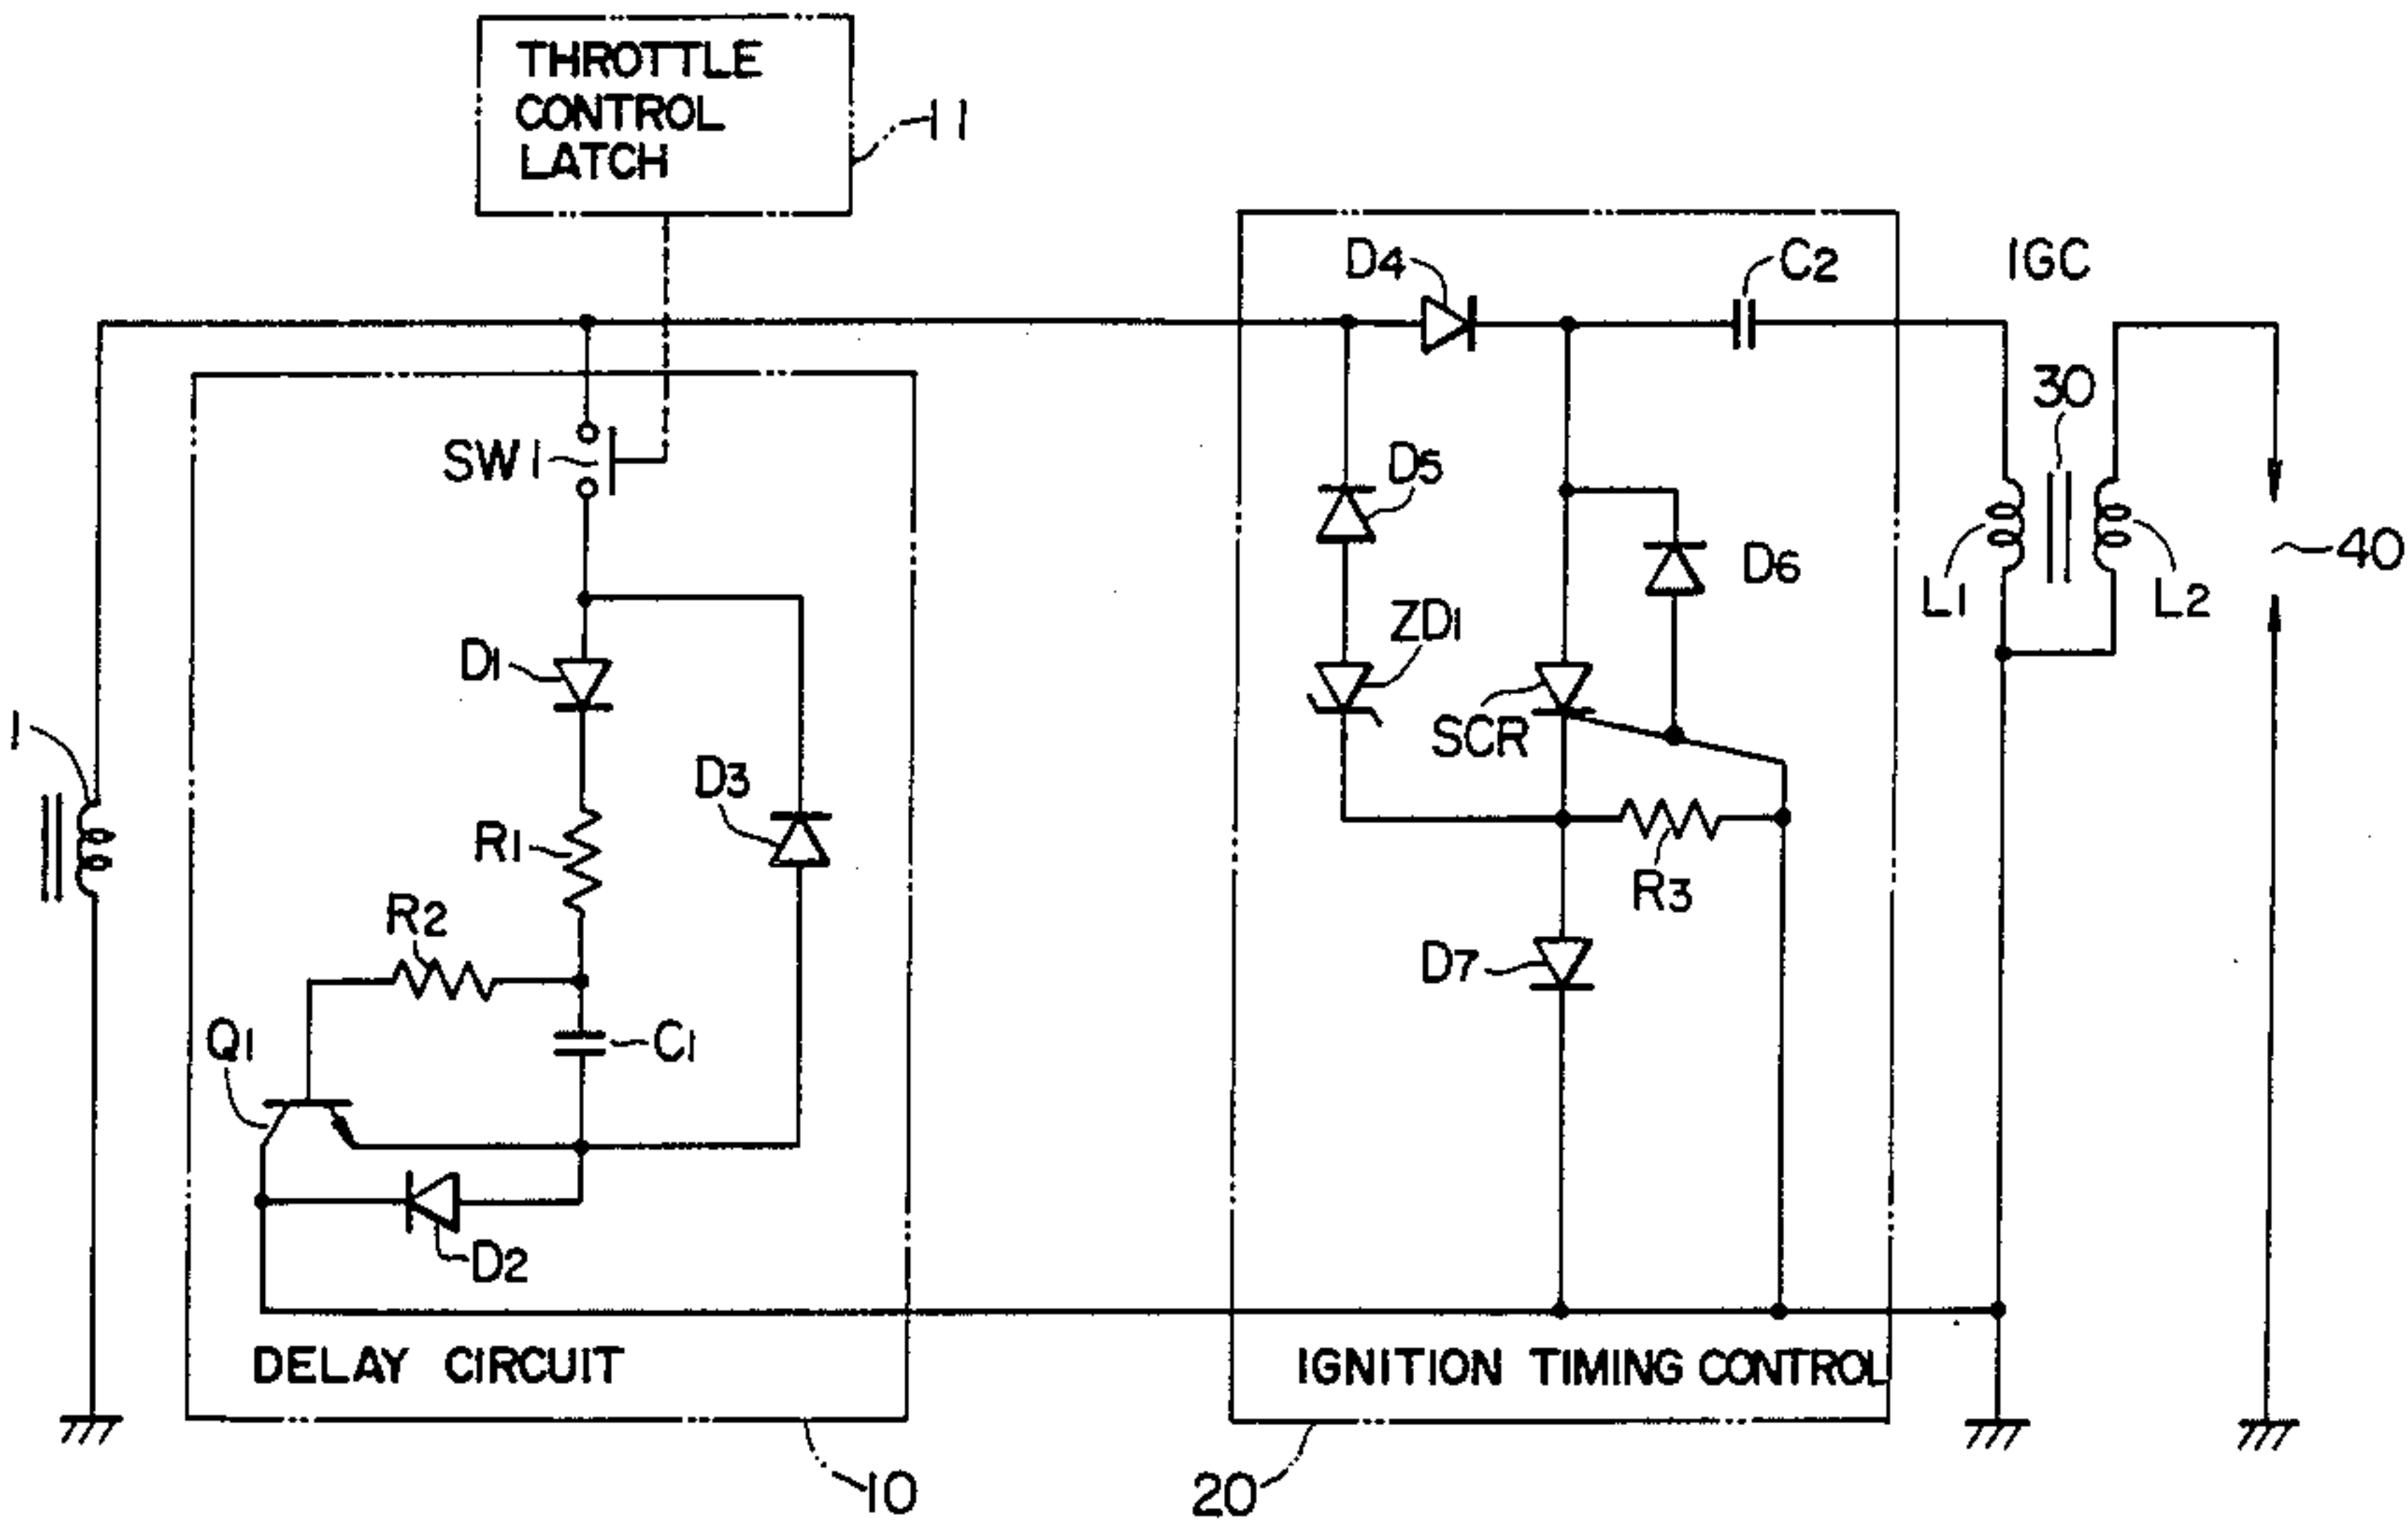 THROTTLE
CONTROL
LATCH
11
D4
C2
IGC
30
SW1
D5
D6
40
L1
L2
ZD1
D1
1
SCR
D3
R1
R3
R2
D7
Q1
C1
D2
DELAY CIRCUIT
IGNITION TIMING CONTROL
10
20